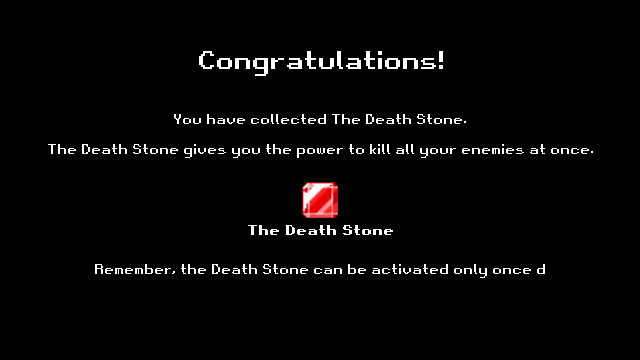 Congratulations!
You have collected The Death Stone.
The Death Stone gives you the power to kill all your enemies at once.
The Death Stone
Remember, the Death Stone can be activated only once d